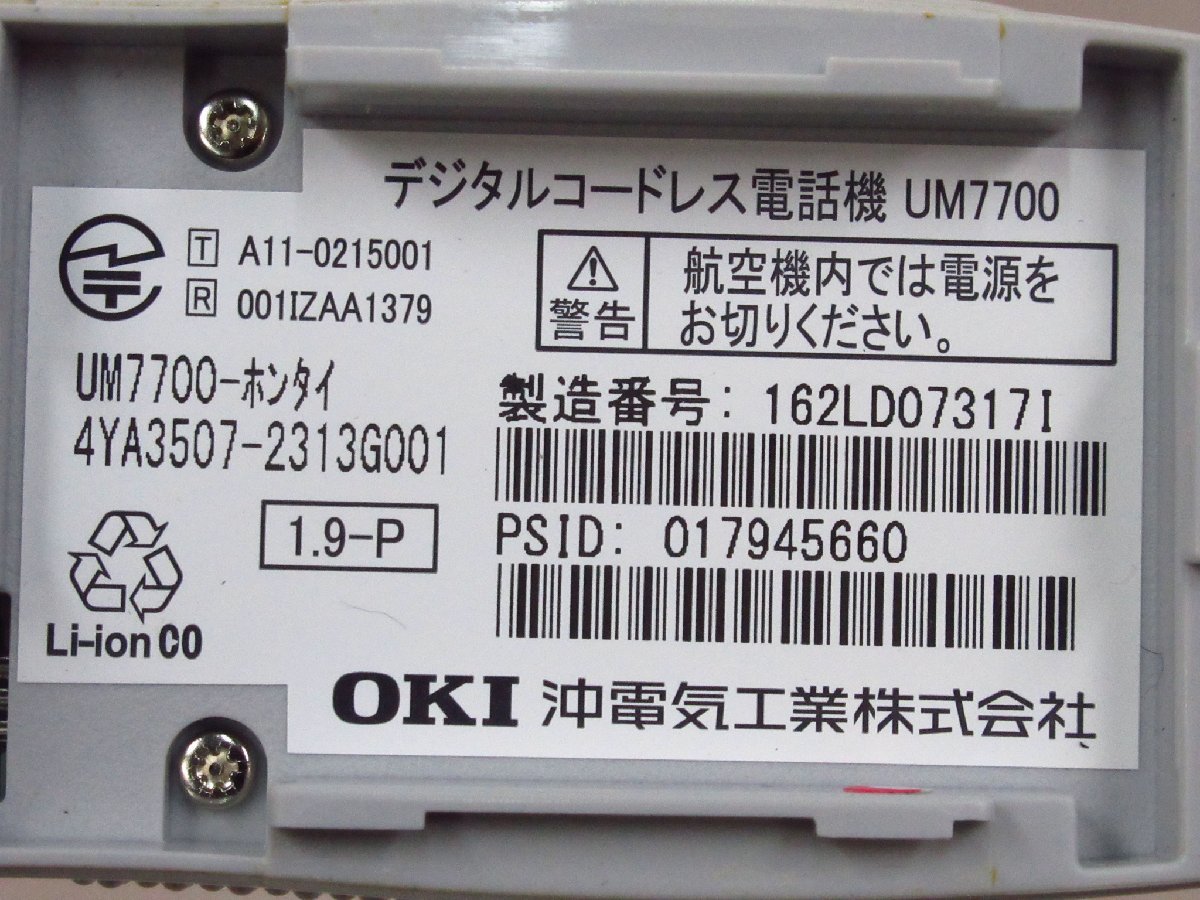 デジタルコードレス電話機 UM7700
T A11-0215001
R 001IZAA1379
警告
航空機内では電源を
お切りください。
UM7700-ホンタイ
4YA3507-2313G001
製造番号: 162LD07317I
1.9-P
PSID: 017945660
Li-ion 00
OKI 沖電気工業株式会社